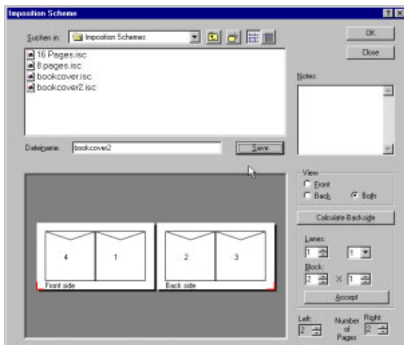 Imposition Scheme
Suchen in: Imposition Schemes
OK
Close
16 Pages.isc
8 pages.isc
bookcover.isc
bookcover2.isc
Notes:
Dateiname: bookcover2
Save
View
Front
Back Both
Calculate Backside
4 1 2 3
Front side Back side
Lanes:
1 1
Block:
2 X 1
Accept
Left: Number of Pages Right
2 2